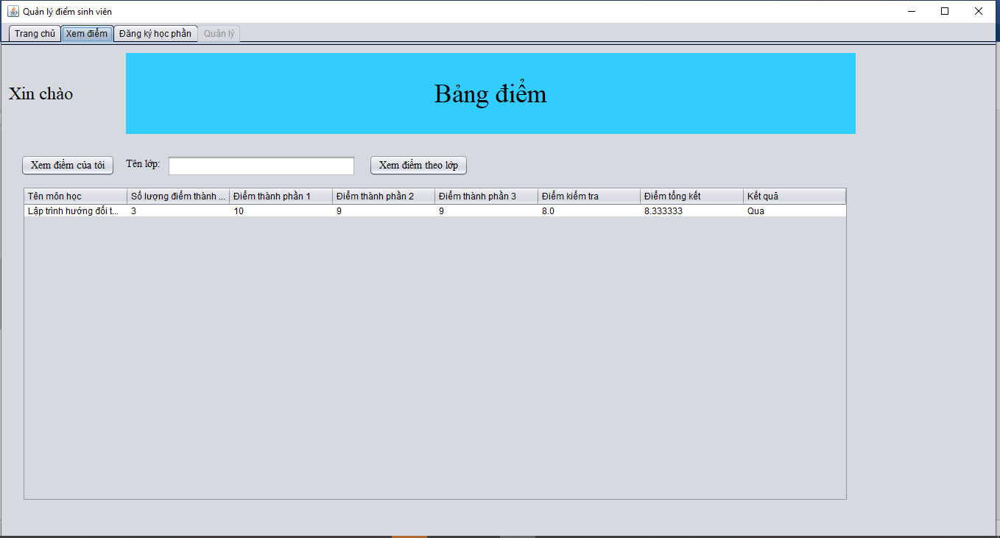 Quản lý điểm sinh viên
Trang chủ Xem điểm Đăng ký học phần Quản lý
Xin chào
Bảng điểm
Xem điểm của tôi Tên lớp: Xem điểm theo lớp
Tên môn học Số lượng điểm thành ... Điểm thành phần 1 Điểm thành phần 2 Điểm thành phần 3 Điểm kiểm tra Điểm tổng kết Kết quả
Lập trình hướng đối t... 3 10 9 9 8.0 8.333333 Qua